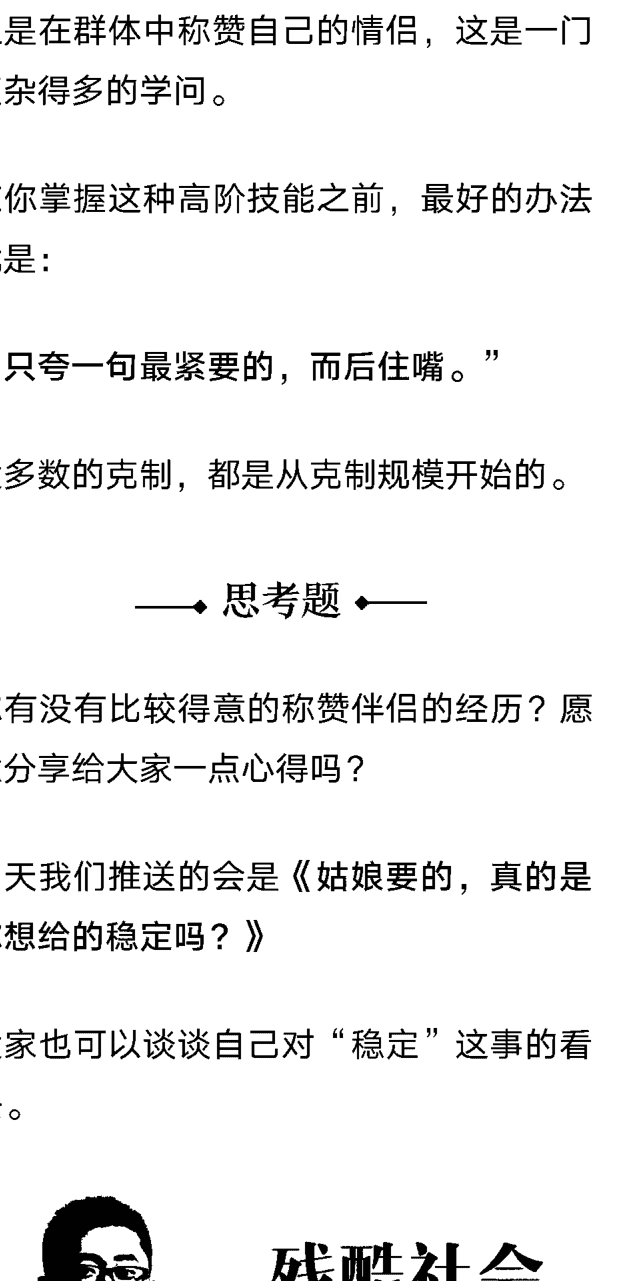 是在群体中称赞自己的情侣，这是一门
杂得多的学问。
你掌握这种高阶技能之前，最好的办法
是：
只夸一句最紧要的，而后住嘴。”
多数的克制，都是从克制规模开始的。
思考题
有没有比较得意的称赞伴侣的经历？愿
分享给大家一点心得吗？
天我们推送的会是《姑娘要的，真的是
想给的稳定吗？》
家也可以谈谈自己对“稳定”这事的看
。
残酷社会